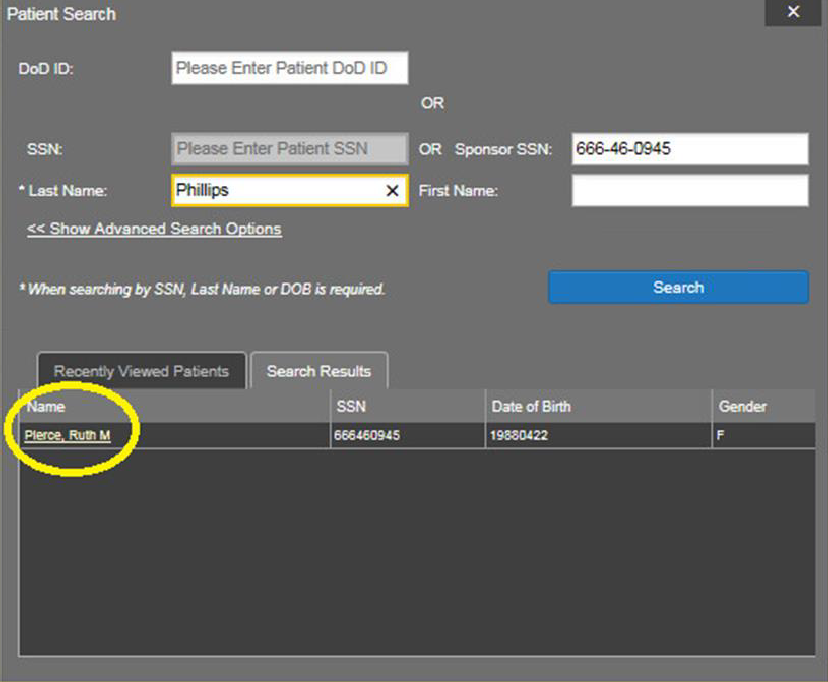 Patient Search
DoD ID: Please Enter Patient DoD ID
OR
SSN: Please Enter Patient SSN OR Sponsor SSN: 666-46-0945
* Last Name: Phillips First Name:
<< Show Advanced Search Options
* When searching by SSN, Last Name or DOB is required.
Search
Recently Viewed Patients Search Results
Name SSN Date of Birth Gender
Pierce, Ruth M 666460945 19880422 F